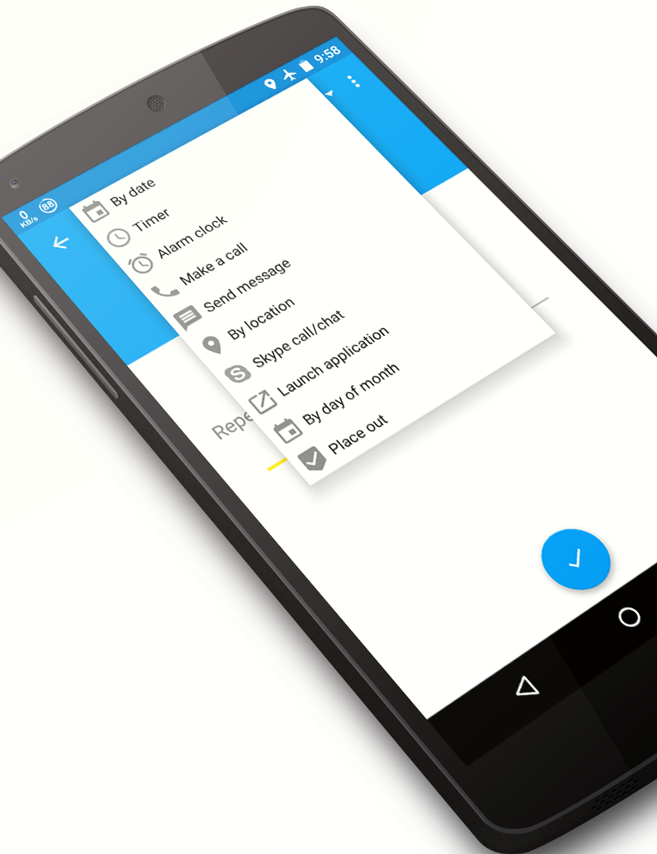 0
KB/s
88
9:58
By date
Timer
Alarm clock
Make a call
Send message
By location
Skype call/chat
Launch application
By day of month
Place out